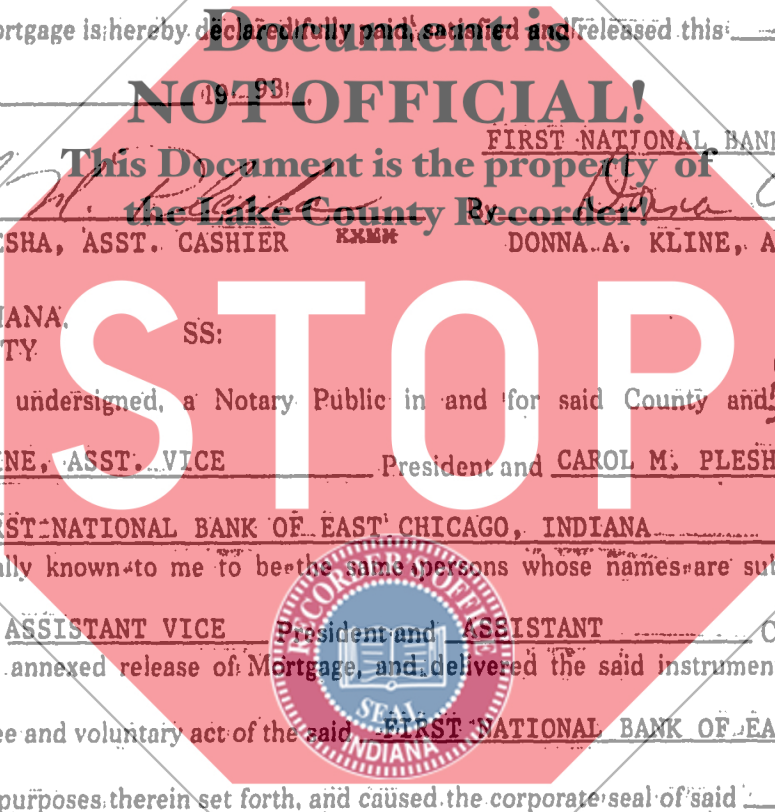 ortgage is hereby declared fully paid, satisfied and released this
Document is
19 93
NOT OFFICIAL!
FIRST NATIONAL BANK
This Document is the property of
the Lake County Recorder!
By Donna
ESHA, ASST. CASHIER
DONNA A. KLINE, A
IANA,
TY
SS:
STOP
undersigned, a Notary Public in and for said County and
NE, ASST. VICE President and CAROL M. PLESH
RST NATIONAL BANK OF EAST CHICAGO, INDIANA
lly known to me to be the same persons whose names are su
RECORDER'S OFFICE
ASSISTANT VICE President and ASSISTANT C
annexed release of Mortgage, and delivered the said instrumen
SEAL
ee and voluntary act of the said FIRST NATIONAL BANK OF EA
INDIANA
purposes therein set forth, and caused the corporate seal of said